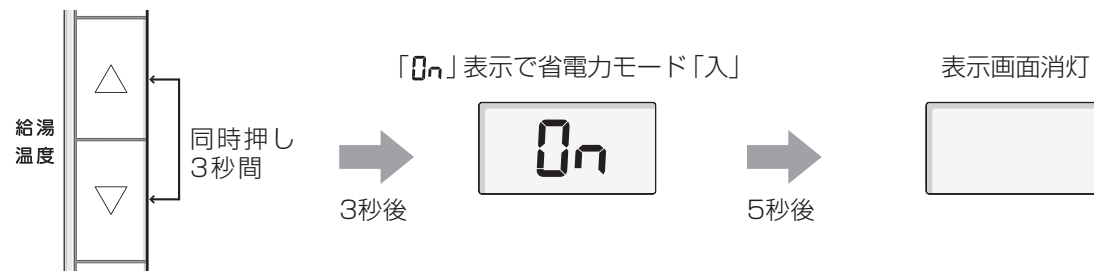 給湯
温度
同時押し
3秒間
3秒後
「On」表示で省電力モード「入」
On
5秒後
表示画面消灯